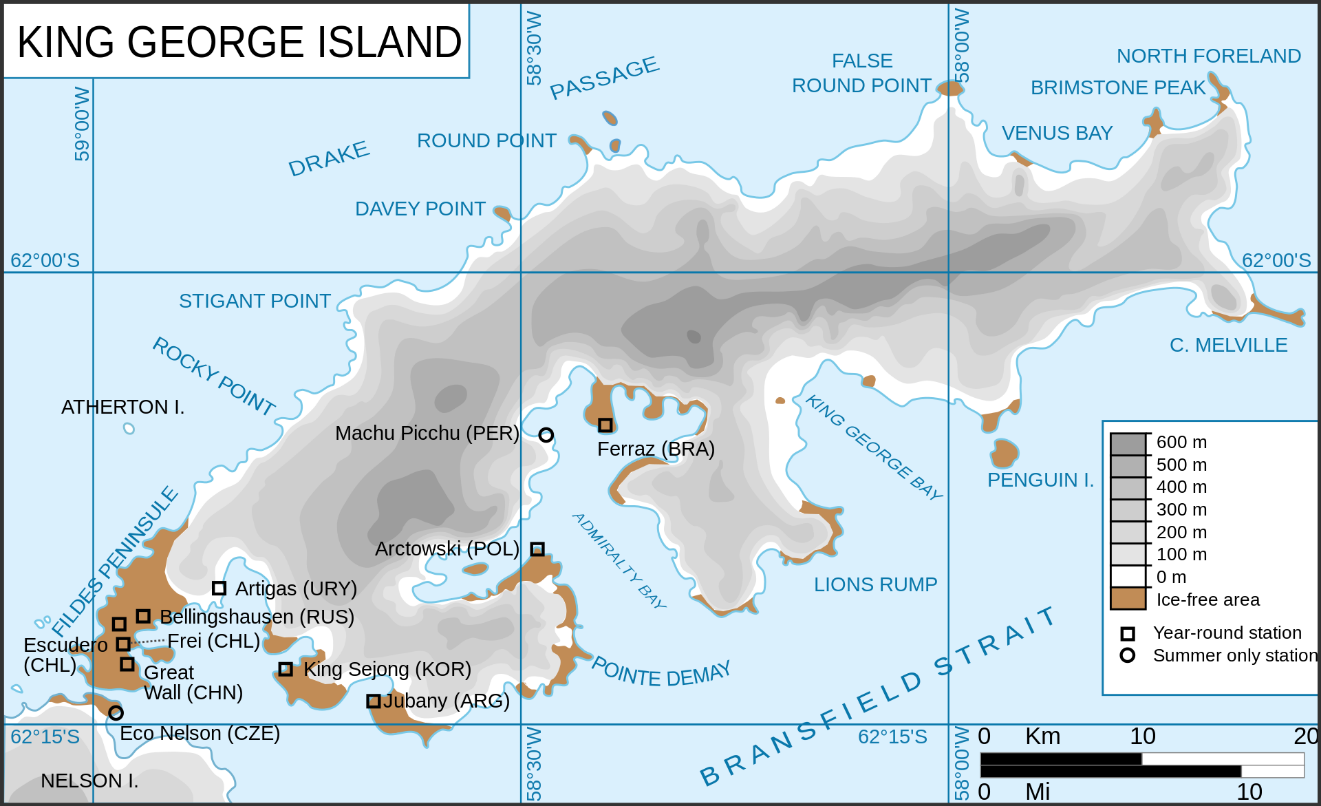 KING GEORGE ISLAND
58°30'W
58°00'W
59°00'W
PASSAGE
DRAKE
FALSE
ROUND POINT
NORTH FORELAND
BRIMSTONE PEAK
VENUS BAY
ROUND POINT
DAVEY POINT
62°00'S
62°00'S
STIGANT POINT
ROCKY POINT
C. MELVILLE
ATHERTON I.
Machu Picchu (PER)
Ferraz (BRA)
KING GEORGE BAY
PENGUIN I.
FILDES PENINSULE
Arctowski (POL)
ADMIRALTY BAY
LIONS RUMP
Artigas (URY)
Bellingshausen (RUS)
Frei (CHL)
Escudero
(CHL)
Great
Wall (CHN)
King Sejong (KOR)
Jubany (ARG)
POINTE DEMAY
BRANSFIELD STRAIT
Eco Nelson (CZE)
NELSON I.
62°15'S
62°15'S
58°30'W
58°00'W
600 m
500 m
400 m
300 m
200 m
100 m
0 m
Ice-free area
Year-round station
Summer only station
0 Km 10 20
0 Mi 10